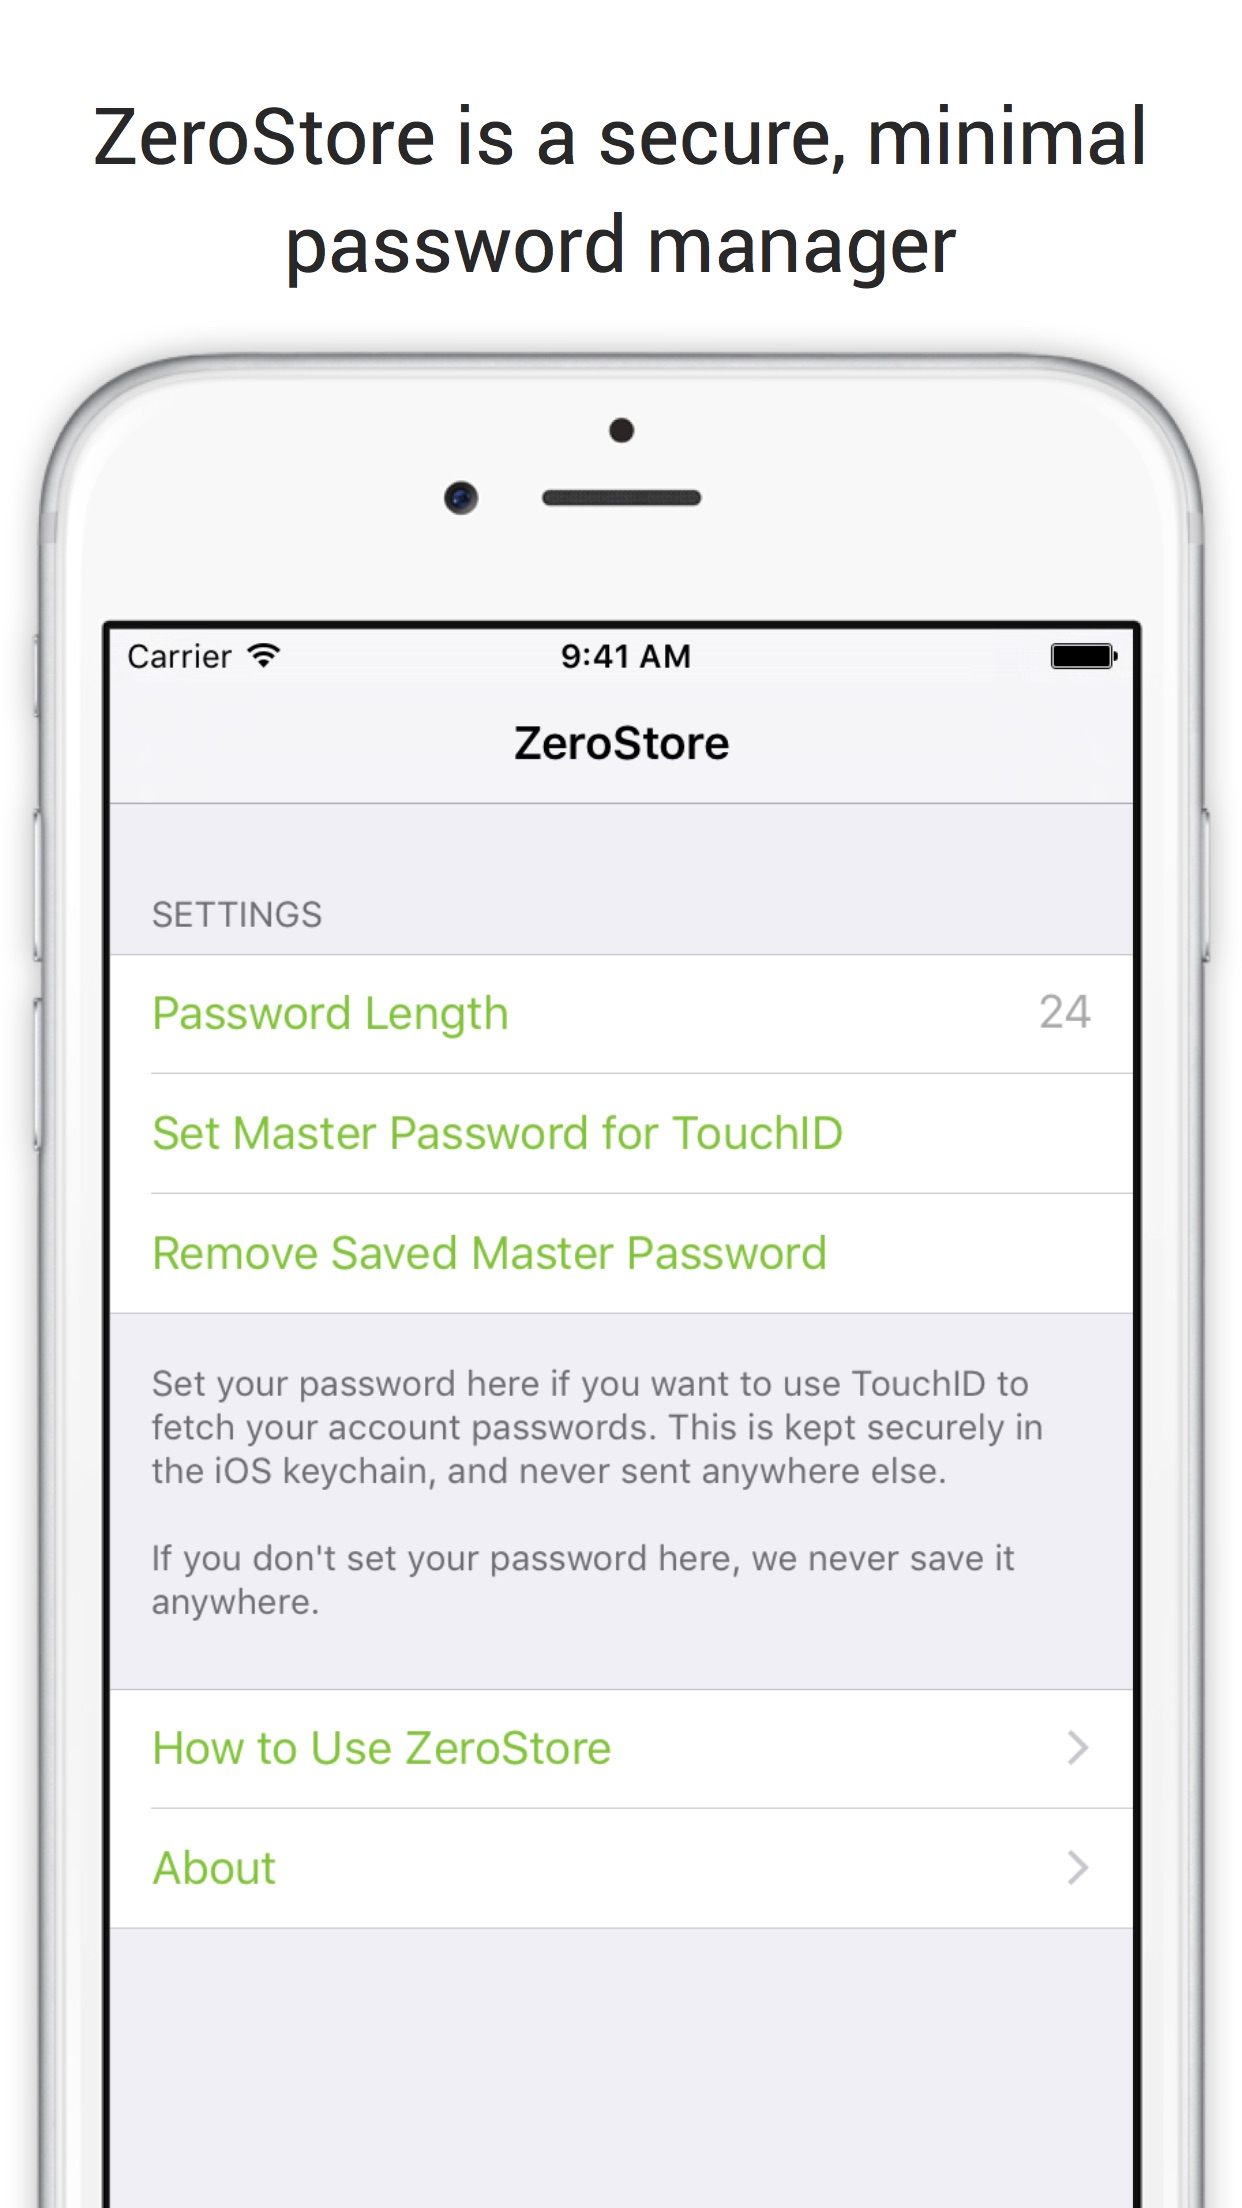 ZeroStore is a secure, minimal
password manager
Carrier 9:41 AM
ZeroStore
SETTINGS
Password Length 24
Set Master Password for TouchID
Remove Saved Master Password
Set your password here if you want to use TouchID to
fetch your account passwords. This is kept securely in
the iOS keychain, and never sent anywhere else.
If you don't set your password here, we never save it
anywhere.
How to Use ZeroStore
About